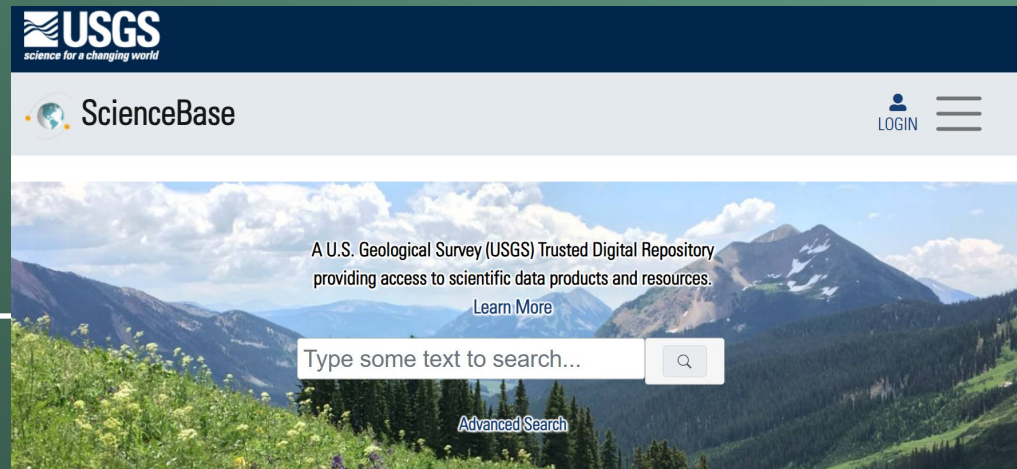 USGS
science for a changing world
ScienceBase
LOGIN
A U.S. Geological Survey (USGS) Trusted Digital Repository
providing access to scientific data products and resources.
Learn More
Type some text to search...
Advanced Search